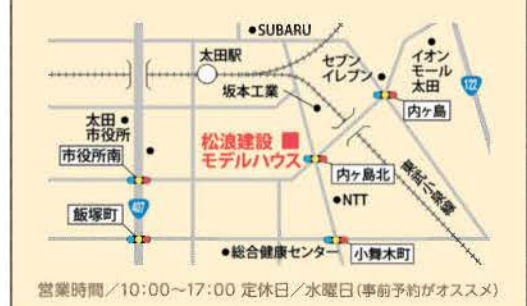 SUBARU
太田駅
セブン
イレブン
イオン
モール
太田
122
坂本工業
内ヶ島
太田
市役所
市役所南
松浪建設
モデルハウス
内ヶ島北
東武小泉線
飯塚町
407
NTT
総合健康センター
小舞木町
営業時間／10:00〜17:00 定休日／水曜日(事前予約がオススメ)